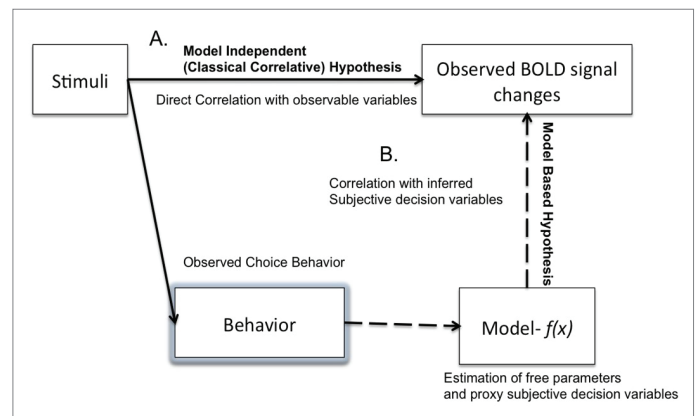 A.
Model Independent
(Classical Correlative) Hypothesis
Stimuli
Observed BOLD signal
changes
Direct Correlation with observable variables
B.
Correlation with inferred
Subjective decision variables
Model Based Hypothesis
Observed Choice Behavior
Behavior
Model- f(x)
Estimation of free parameters
and proxy subjective decision variables